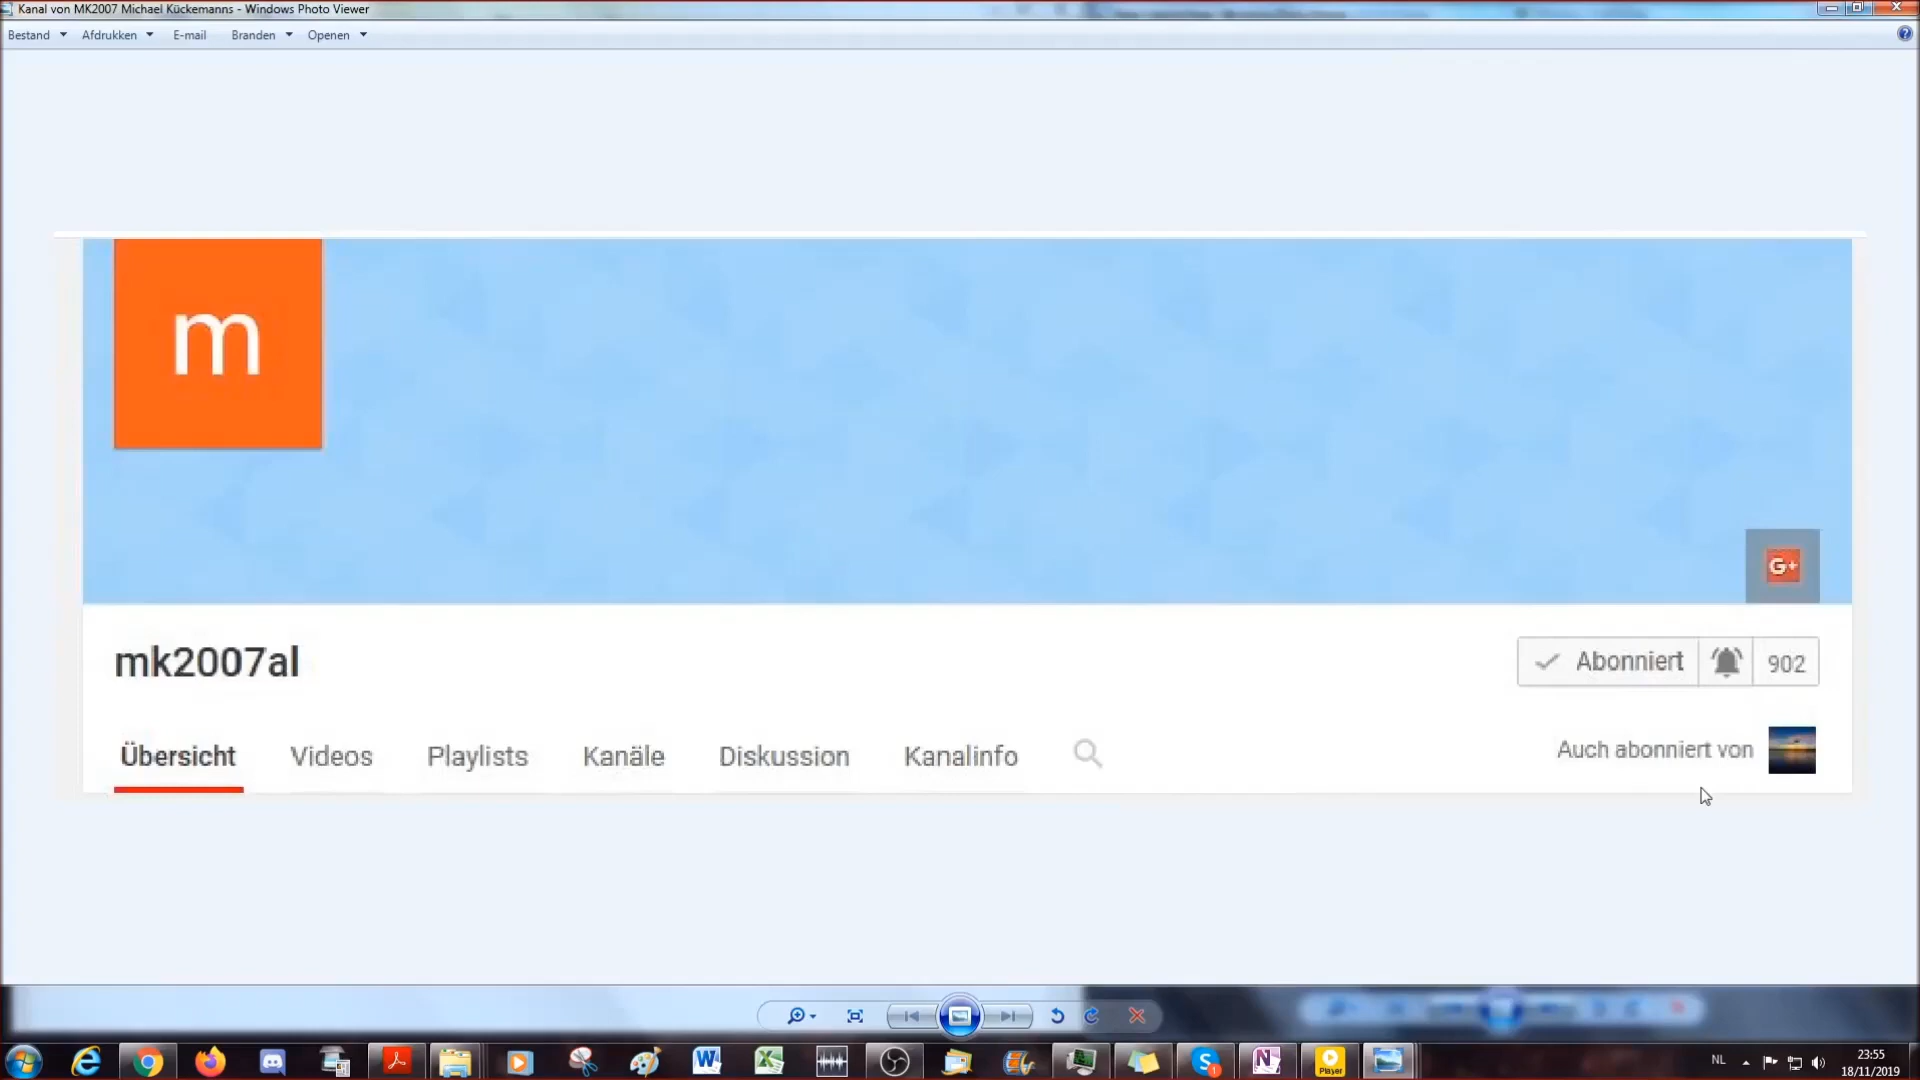 Kanal von MK2007 Michael Kückemanns - Windows Photo Viewer
Bestand Afdrukken E-mail Branden Openen
m
G+
mk2007al
Abonniert 902
Übersicht Videos Playlists Kanäle Diskussion Kanalinfo
Auch abonniert von
Player
NL
23:55
18/11/2019